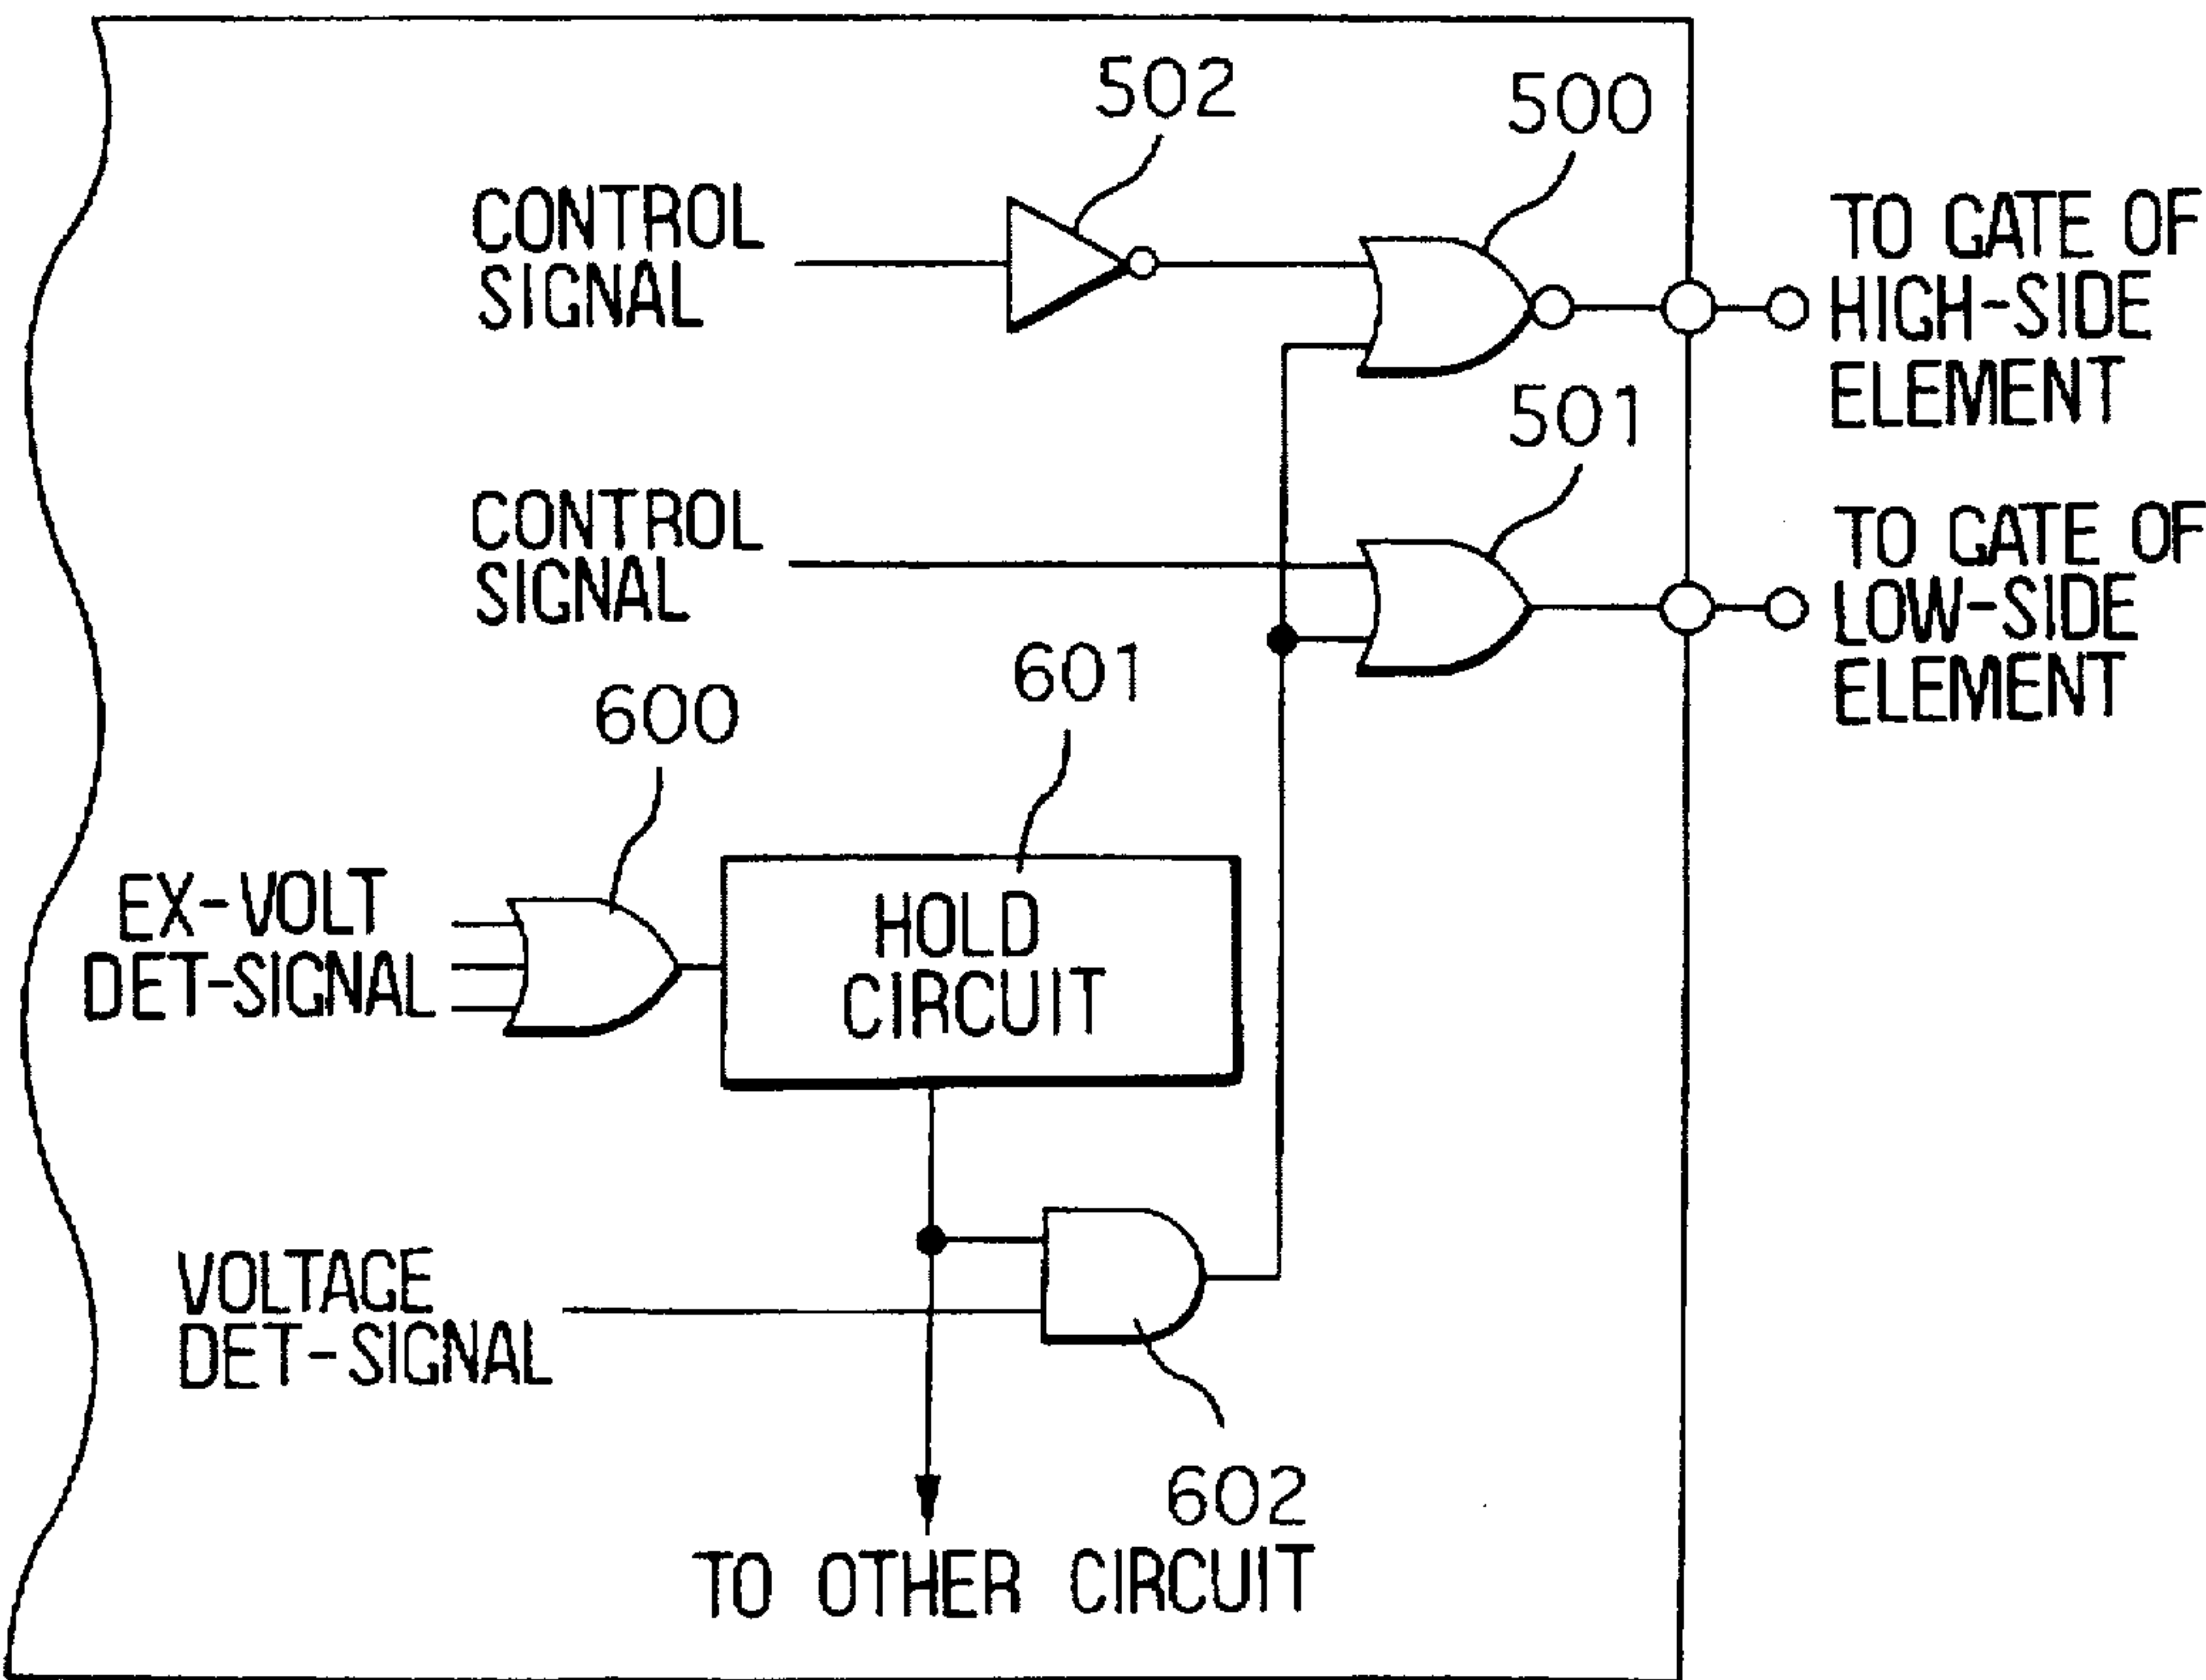 502
500
CONTROL
SIGNAL
TO GATE OF
HIGH-SIDE
ELEMENT
501
CONTROL
SIGNAL
TO GATE OF
LOW-SIDE
ELEMENT
601
600
EX-VOLT
DET-SIGNAL
HOLD
CIRCUIT
VOLTAGE
DET-SIGNAL
602
TO OTHER CIRCUIT